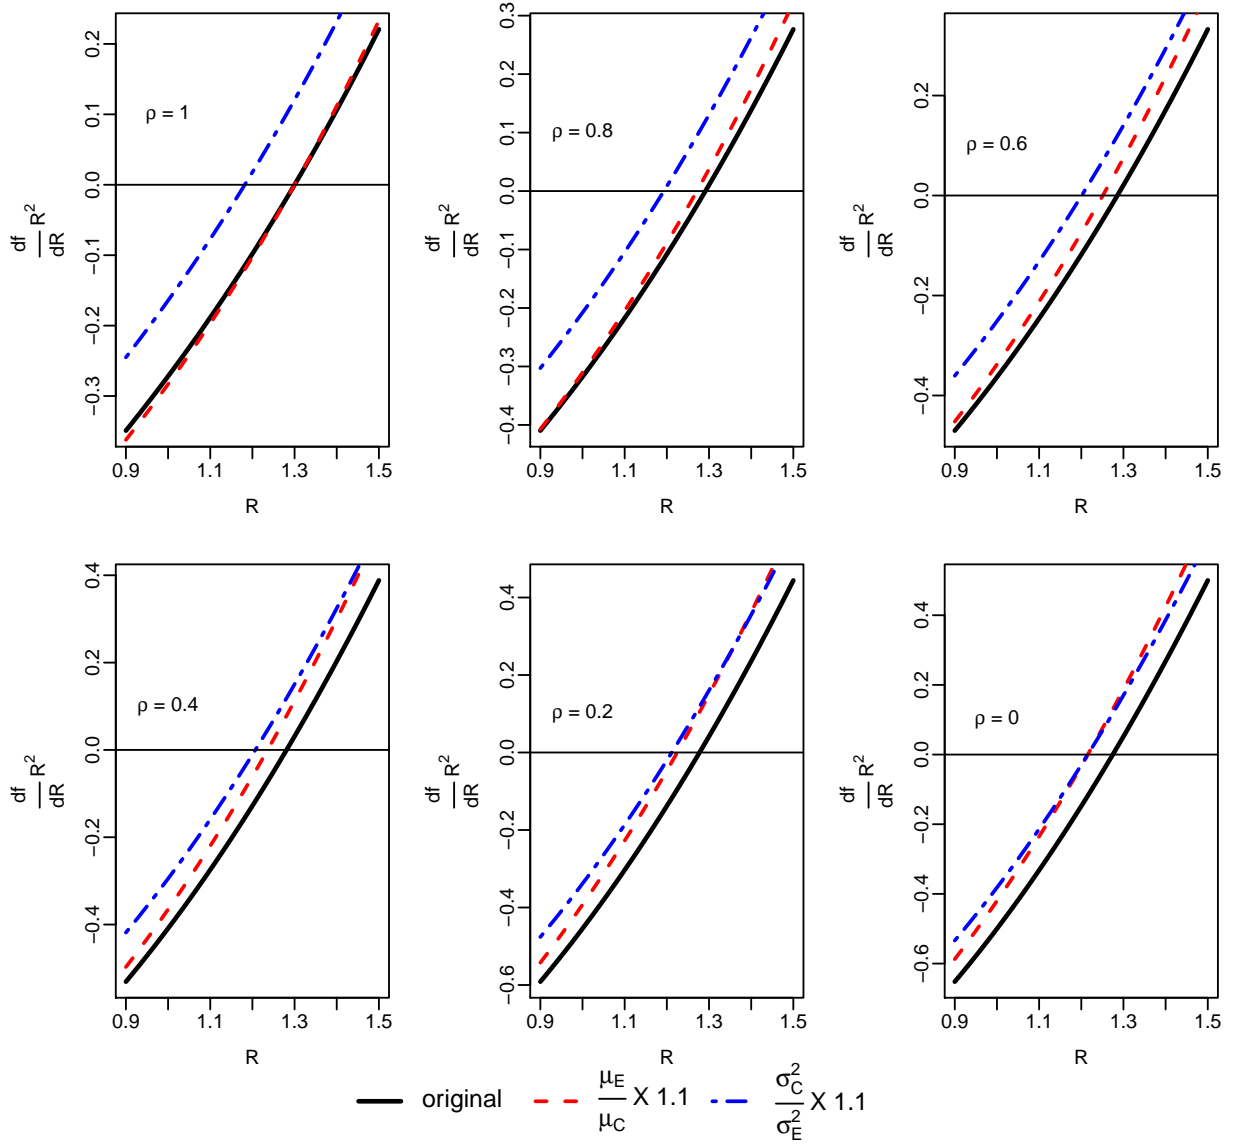 0.2
0.1
0.0
−0.1
−0.2
−0.3
ρ = 1
df/dR R²
0.9 1.1 1.3 1.5
R
0.3
0.2
0.1
0.0
−0.1
−0.2
−0.3
−0.4
ρ = 0.8
df/dR R²
0.9 1.1 1.3 1.5
R
0.2
0.0
−0.2
−0.4
ρ = 0.6
df/dR R²
0.9 1.1 1.3 1.5
R
0.4
0.2
0.0
−0.2
−0.4
ρ = 0.4
df/dR R²
0.9 1.1 1.3 1.5
R
0.4
0.2
0.0
−0.2
−0.4
−0.6
ρ = 0.2
df/dR R²
0.9 1.1 1.3 1.5
R
0.4
0.2
0.0
−0.2
−0.4
−0.6
ρ = 0
df/dR R²
0.9 1.1 1.3 1.5
R
original μ_E/μ_C X 1.1 σ²_C/σ²_E X 1.1